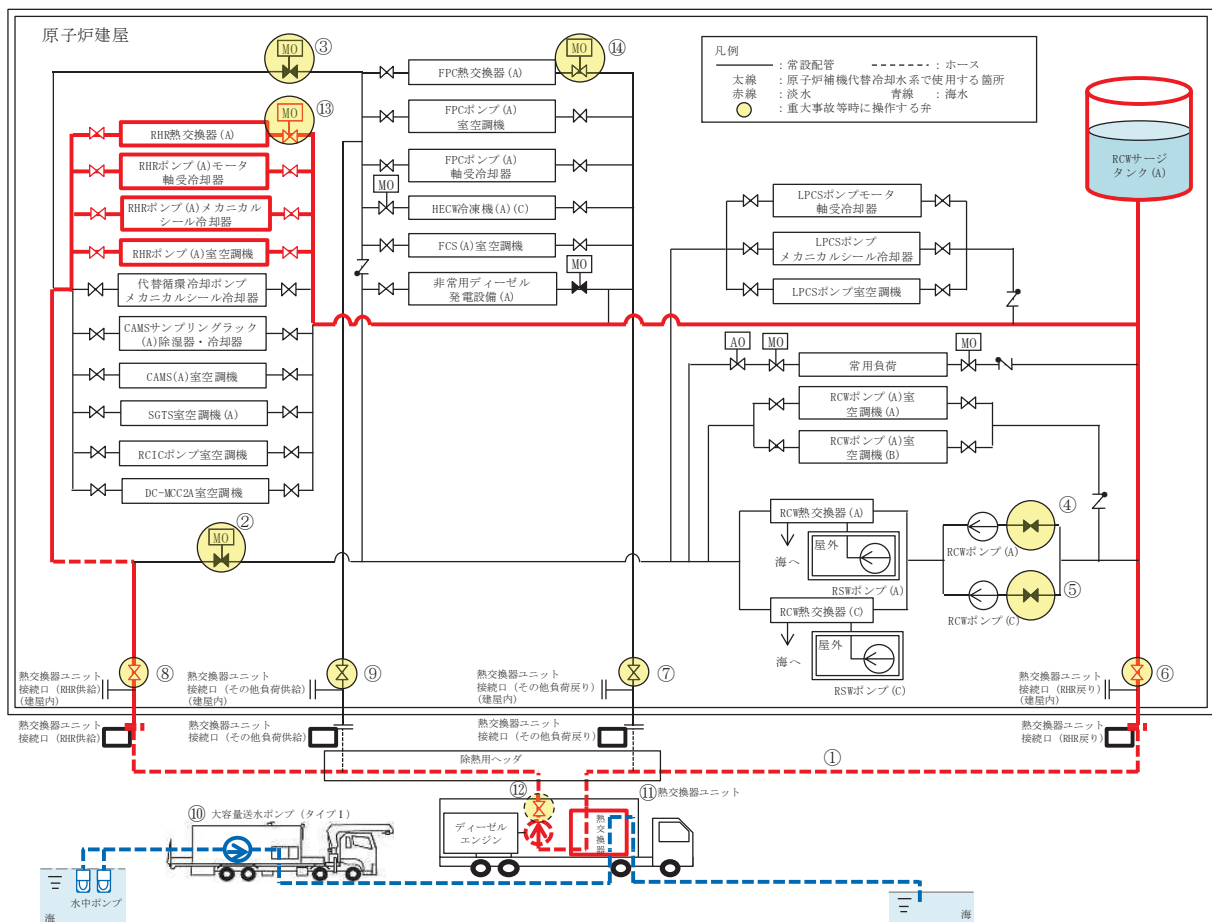 原子炉建屋
③
MO
⑭
MO
凡例
：常設配管
：ホース
太線 ：原子炉補機代替冷却水系で使用する箇所
赤線 ：淡水 青線 ：海水
：重大事故等時に操作する弁
⑬
MO
RHR熱交換器(A)
RHRポンプ(A)モータ
軸受冷却器
RHRポンプ(A)メカニカル
シール冷却器
RHRポンプ(A)室空調機
代替循環冷却ポンプ
メカニカルシール冷却器
CAMSサンプリングラック
(A)除湿器・冷却器
CAMS(A)室空調機
SGTS室空調機(A)
RCICポンプ室空調機
DC-MCC2A室空調機
FPC熱交換器(A)
FPCポンプ(A)
室空調機
FPCポンプ(A)
軸受冷却器
MO
HECW冷凍機(A)(C)
FCS(A)室空調機
MO
非常用ディーゼル
発電設備(A)
RCWサージ
タンク(A)
LPCSポンプモータ
軸受冷却器
LPCSポンプ
メカニカルシール冷却器
LPCSポンプ室空調機
AO
MO
MO
常用負荷
RCWポンプ(A)室
空調機(A)
RCWポンプ(A)室
空調機(B)
②
MO
RCW熱交換器(A)
海へ
屋外
RSWポンプ(A)
RCW熱交換器(C)
海へ
屋外
RSWポンプ(C)
④
RCWポンプ(A)
⑤
RCWポンプ(C)
⑧
熱交換器ユニット
接続口(RHR供給)
(建屋内)
⑨
熱交換器ユニット
接続口(その他負荷供給)
(建屋内)
⑦
熱交換器ユニット
接続口(その他負荷戻り)
(建屋内)
⑥
熱交換器ユニット
接続口(RHR戻り)
(建屋内)
熱交換器ユニット
接続口(RHR供給)
熱交換器ユニット
接続口(その他負荷供給)
熱交換器ユニット
接続口(その他負荷戻り)
熱交換器ユニット
接続口(RHR戻り)
除熱用ヘッダ
①
⑫
⑪熱交換器ユニット
⑩ 大容量送水ポンプ(タイプⅠ)
ディーゼル
エンジン
熱交換器
水中ポンプ
海
海